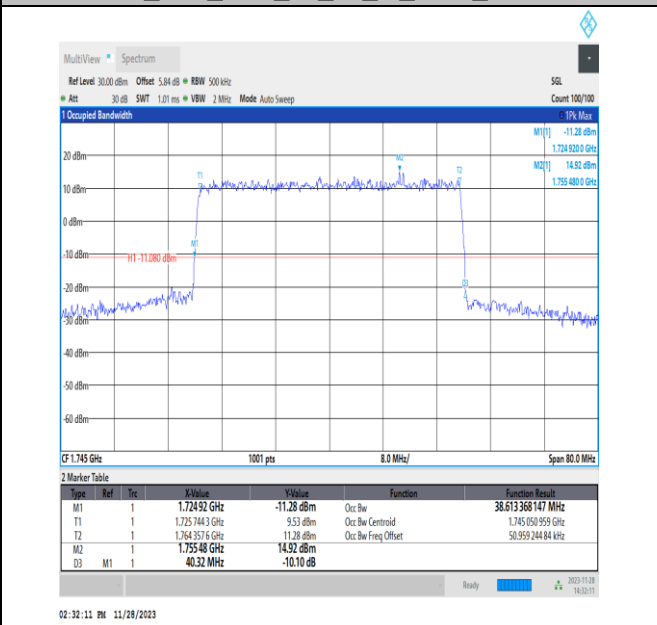 MultiView Spectrum
Ref Level 30.00 dBm Offset 5.84 dB RBW 500 kHz SGL
Att 30 dB SWT 1.01 ms VBW 2 MHz Mode Auto Sweep Count 100/100
1 Occupied Bandwidth 1Pk Max
M1[1] -11.28 dBm
1.724 920 0 GHz
M2[1] 14.92 dBm
1.755 480 0 GHz
20 dBm
M2
T2
T1
10 dBm
0 dBm
M1
-10 dBm
H1 -11.080 dBm
-20 dBm
D3
-30 dBm
-40 dBm
-50 dBm
-60 dBm
CF 1.745 GHz 1001 pts 8.0 MHz/ Span 80.0 MHz
2 Marker Table
Type Ref Trc X-Value Y-Value Function Function Result
M1 1 1.724 92 GHz -11.28 dBm Occ Bw 38.613 368 147 MHz
T1 1 1.725 744 3 GHz 9.53 dBm Occ Bw Centroid 1.745 050 959 GHz
T2 1 1.764 357 6 GHz 11.28 dBm Occ Bw Freq Offset 50.959 244 84 kHz
M2 1 1.755 48 GHz 14.92 dBm
D3 M1 1 40.32 MHz -10.10 dB
Ready 2023-11-28
14:32:11
02:32:11 PM 11/28/2023